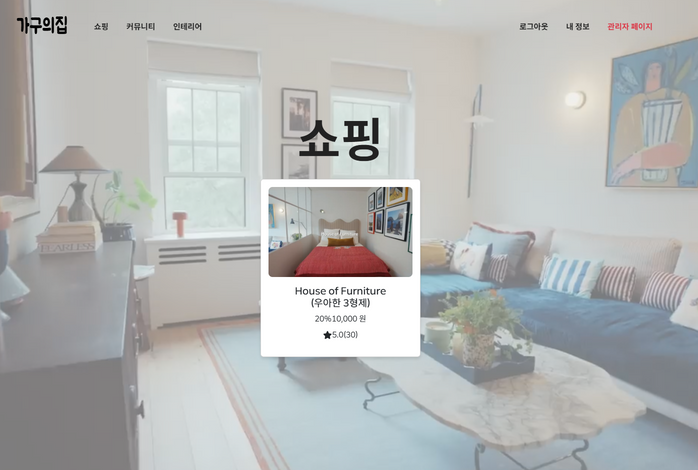 가구의집
쇼핑 커뮤니티 인테리어 로그아웃 내 정보 관리자 페이지
쇼핑
FEARLESS
House of Furniture
(우아한 3형제)
20%10,000 원
★5.0(30)